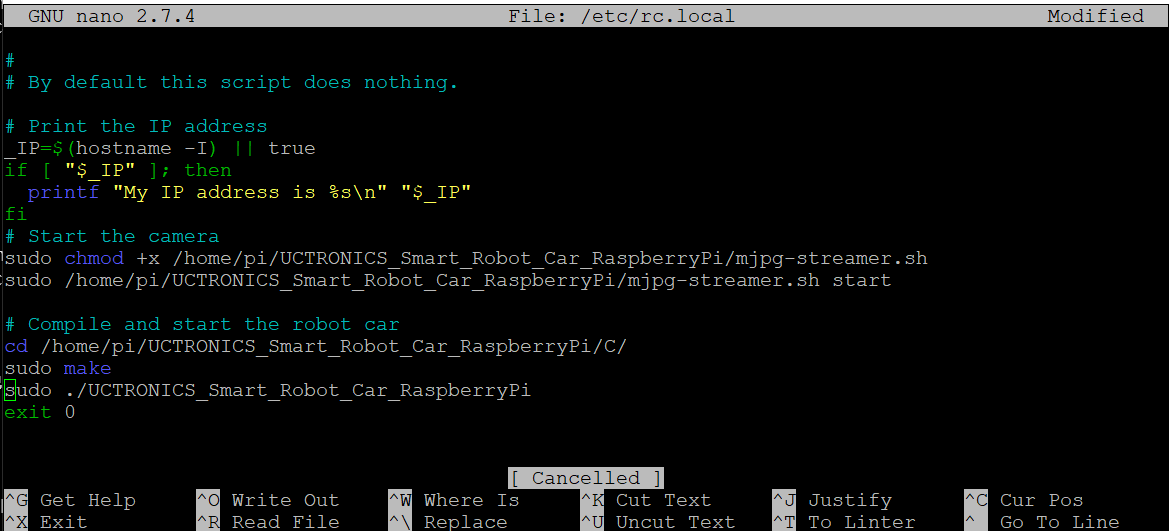 GNU nano 2.7.4 File: /etc/rc.local Modified
#
# By default this script does nothing.
# Print the IP address
_IP=$(hostname -I) || true
if [ "$_IP" ]; then
printf "My IP address is %s\n" "$_IP"
fi
# Start the camera
sudo chmod +x /home/pi/UCTRONICS_Smart_Robot_Car_RaspberryPi/mjpg-streamer.sh
sudo /home/pi/UCTRONICS_Smart_Robot_Car_RaspberryPi/mjpg-streamer.sh start
# Compile and start the robot car
cd /home/pi/UCTRONICS_Smart_Robot_Car_RaspberryPi/C/
sudo make
sudo ./UCTRONICS_Smart_Robot_Car_RaspberryPi
exit 0
[ Cancelled ]
^G Get Help ^O Write Out ^W Where Is ^K Cut Text ^J Justify ^C Cur Pos
^X Exit ^R Read File ^\ Replace ^U Uncut Text ^T To Linter ^_ Go To Line